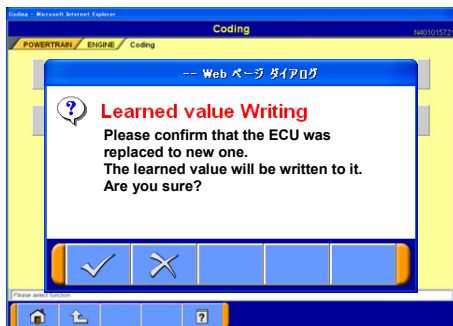 Coding - Microsoft Internet Explorer
Coding
N401015721
POWERTRAIN ENGINE Coding
-- Web ページ ダイアログ
Learned value Writing
Please confirm that the ECU was
replaced to new one.
The learned value will be written to it.
Are you sure?
Please select function.